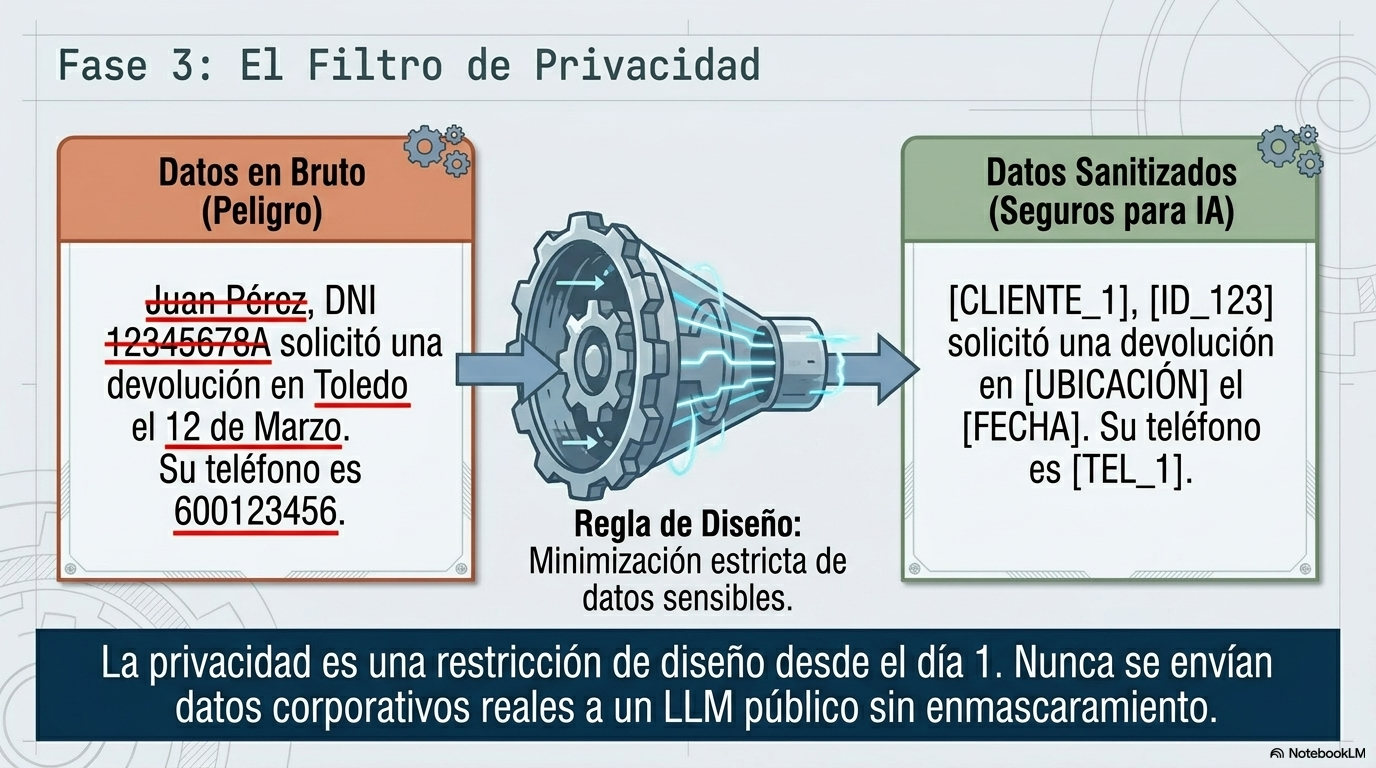 Fase 3: El Filtro de Privacidad
Datos en Bruto
(Peligro)
Juan Pérez, DNI
12345678A solicitó una
devolución en Toledo
el 12 de Marzo.
Su teléfono es
600123456.
Regla de Diseño:
Minimización estricta de
datos sensibles.
Datos Sanitizados
(Seguros para IA)
[CLIENTE_1], [ID_123]
solicitó una devolución
en [UBICACIÓN] el
[FECHA]. Su teléfono
es [TEL_1].
La privacidad es una restricción de diseño desde el día 1. Nunca se envían
datos corporativos reales a un LLM público sin enmascaramiento.
NotebookLM